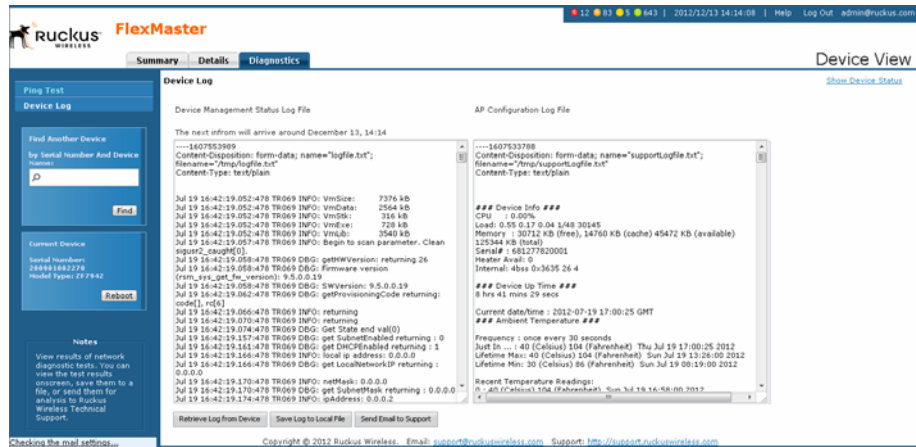 12 83 5 643 | 2012/12/13 14:14:08 | Help Log Out admin@ruckus.com
Ruckus
WIRELESS
FlexMaster
Summary Details Diagnostics
Device View
Ping Test
Device Log
Find Another Device
by Serial Number And Device
Name:
Find
Current Device
Serial Number:
280901002270
Model Type: ZF7942
Reboot
Notes
View results of network
diagnostic tests. You can
view the test results
onscreen, save them to a
file, or send them for
analysis to Ruckus
Wireless Technical
Support.
Checking the mail settings...
Device Log
Show Device Status
Device Management Status Log File
The next infrom will arrive around December 13, 14:14
----1607553989
Content-Disposition: form-data; name="logfile.txt";
filename="/tmp/logfile.txt"
Content-Type: text/plain
Jul 19 16:42:19.052:478 TR069 INFO: VmSize: 7376 kB
Jul 19 16:42:19.052:478 TR069 INFO: VmData: 2564 kB
Jul 19 16:42:19.052:478 TR069 INFO: VmStk: 316 kB
Jul 19 16:42:19.052:478 TR069 INFO: VmExe: 728 kB
Jul 19 16:42:19.052:478 TR069 INFO: VmLib: 3540 kB
Jul 19 16:42:19.057:478 TR069 INFO: Begin to scan parameter. Clean
sigusr2_caught[0].
Jul 19 16:42:19.058:478 TR069 DBG: getHWVersion: returning 26
Jul 19 16:42:19.058:478 TR069 DBG: Firmware version
(rsm_sys_get_fw_version): 9.5.0.0.19
Jul 19 16:42:19.058:478 TR069 DBG: SWVersion: 9.5.0.0.19
Jul 19 16:42:19.062:478 TR069 DBG: getProvisioningCode returning:
code[], rc[6]
Jul 19 16:42:19.066:478 TR069 INFO: returning
Jul 19 16:42:19.070:478 TR069 INFO: returning
Jul 19 16:42:19.074:478 TR069 DBG: Get State end val(0)
Jul 19 16:42:19.157:478 TR069 DBG: get SubnetEnabled returning : 0
Jul 19 16:42:19.161:478 TR069 DBG: get DHCPEnabled returning : 1
Jul 19 16:42:19.166:478 TR069 INFO: local ip address: 0.0.0.0
Jul 19 16:42:19.166:478 TR069 DBG: get LocalNetworkIP returning :
0.0.0.0
Jul 19 16:42:19.170:478 TR069 INFO: netMask: 0.0.0.0
Jul 19 16:42:19.170:478 TR069 DBG: get SubnetMask returning : 0.0.0.0
Jul 19 16:42:19.174:478 TR069 INFO: ipAddress: 0.0.0.2
AP Configuration Log File
----1607533788
Content-Disposition: form-data; name="supportLogfile.txt";
filename="/tmp/supportLogfile.txt"
Content-Type: text/plain
### Device Info ###
CPU : 0.00%
Load: 0.55 0.17 0.04 1/48 30145
Memory : 30712 KB (free), 14760 KB (cache) 45472 KB (available)
125344 KB (total)
Serial# : 681277820001
Heater Avail: 0
Internal: 4bss 0x3635 26 4
### Device Up Time ###
8 hrs 41 mins 29 secs
Current date/time : 2012-07-19 17:00:25 GMT
### Ambient Temperature ###
Frequency : once every 30 seconds
Just In ... : 40 (Celsius) 104 (Fahrenheit) Thu Jul 19 17:00:25 2012
Lifetime Max: 40 (Celsius) 104 (Fahrenheit) Sun Jul 19 13:26:00 2012
Lifetime Min: 30 (Celsius) 86 (Fahrenheit) Sun Jul 19 08:19:00 2012
Recent Temperature Readings:
0 : 40 (Celsius) 104 (Fahrenheit) Sun Jul 19 16:58:00 2012
Retrieve Log from Device Save Log to Local File Send Email to Support
Copyright © 2012 Ruckus Wireless. Email: support@ruckuswireless.com Support: http://support.ruckuswireless.com